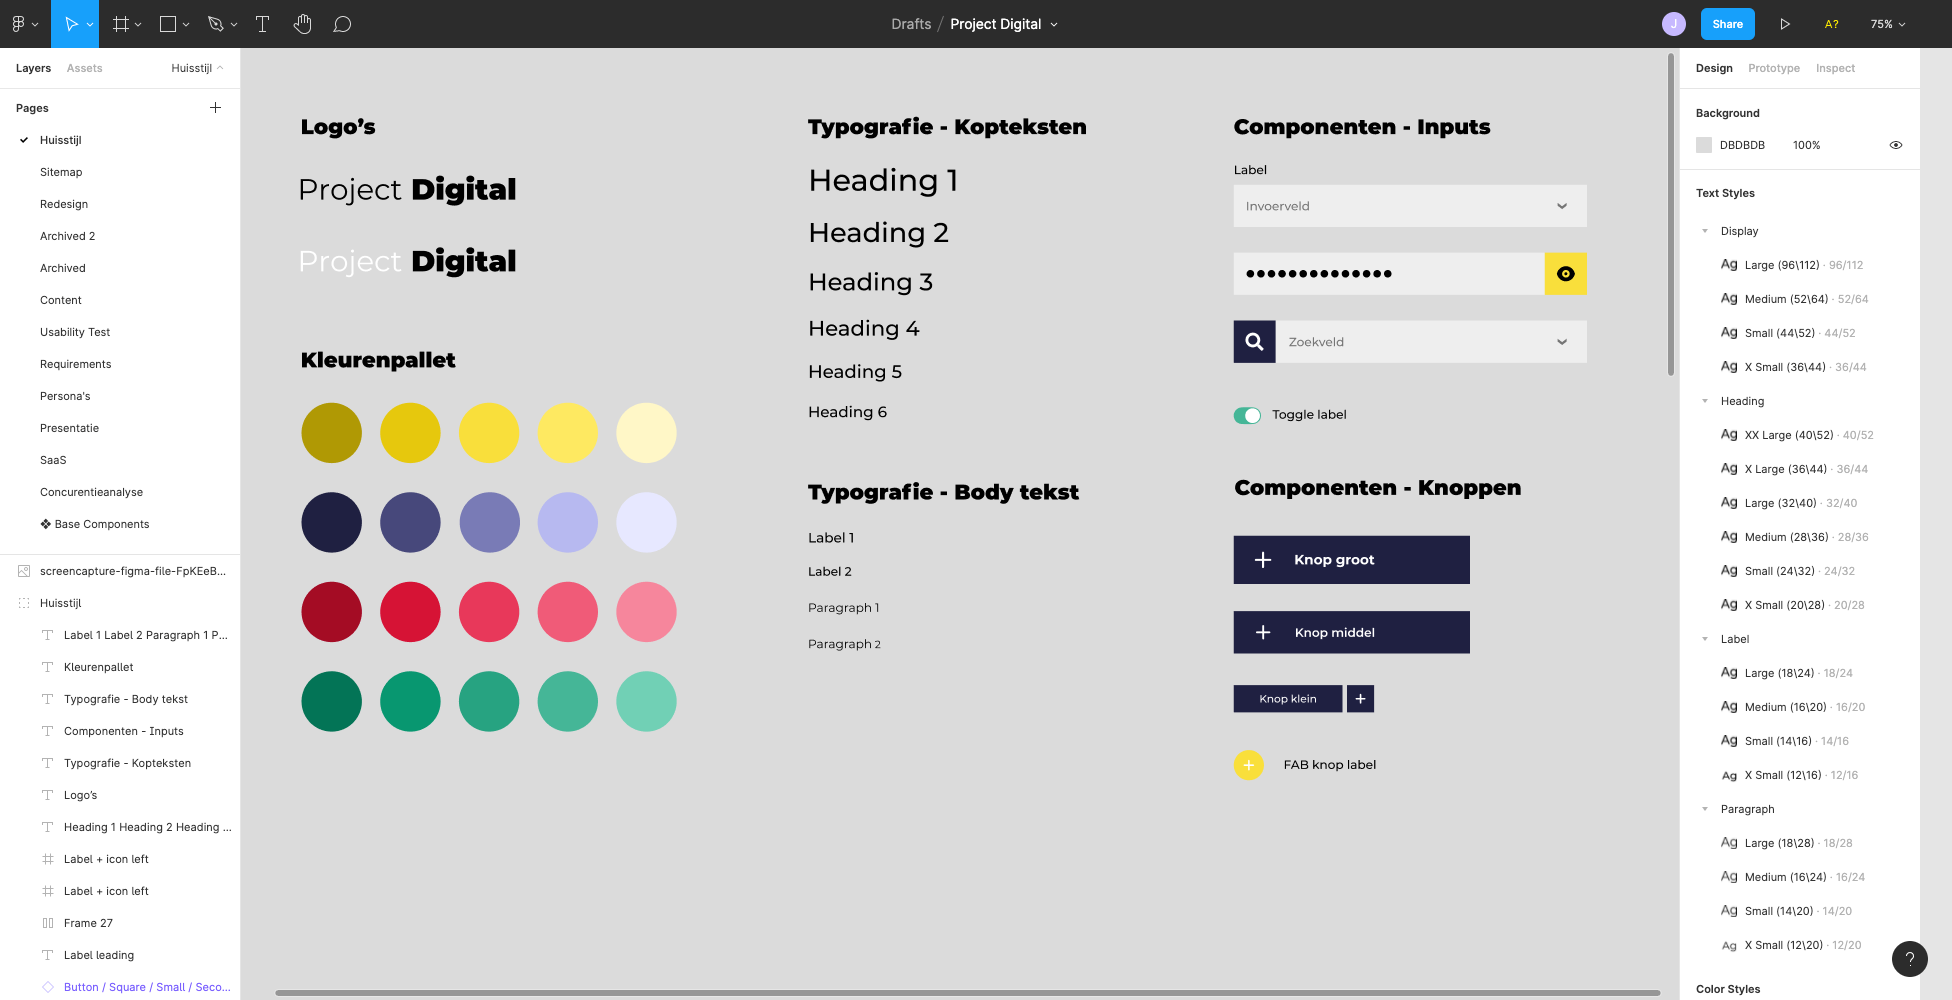 Drafts / Project Digital
J
Share
A?
75%
Layers
Assets
Huisstijl
Pages
Huisstijl
Sitemap
Redesign
Archived 2
Archived
Content
Usability Test
Requirements
Persona's
Presentatie
SaaS
Concurentieanalyse
Base Components
screencapture-figma-file-FpKEeB...
Huisstijl
Label 1 Label 2 Paragraph 1 P...
Kleurenpallet
Typografie - Body tekst
Componenten - Inputs
Typografie - Kopteksten
Logo's
Heading 1 Heading 2 Heading ...
Label + icon left
Label + icon left
Frame 27
Label leading
Button / Square / Small / Seco...
Logo’s
Project Digital
Project Digital
Kleurenpallet
Typografie - Kopteksten
Heading 1
Heading 2
Heading 3
Heading 4
Heading 5
Heading 6
Typografie - Body tekst
Label 1
Label 2
Paragraph 1
Paragraph 2
Componenten - Inputs
Label
Invoerveld
Zoekveld
Toggle label
Componenten - Knoppen
Knop groot
Knop middel
Knop klein
FAB knop label
Design
Prototype
Inspect
Background
DBDBDB
100%
Text Styles
Display
Ag Large (96\112) · 96/112
Ag Medium (52\64) · 52/64
Ag Small (44\52) · 44/52
Ag X Small (36\44) · 36/44
Heading
Ag XX Large (40\52) · 40/52
Ag X Large (36\44) · 36/44
Ag Large (32\40) · 32/40
Ag Medium (28\36) · 28/36
Ag Small (24\32) · 24/32
Ag X Small (20\28) · 20/28
Label
Ag Large (18\24) · 18/24
Ag Medium (16\20) · 16/20
Ag Small (14\16) · 14/16
Ag X Small (12\16) · 12/16
Paragraph
Ag Large (18\28) · 18/28
Ag Medium (16\24) · 16/24
Ag Small (14\20) · 14/20
Ag X Small (12\20) · 12/20
?
Color Styles